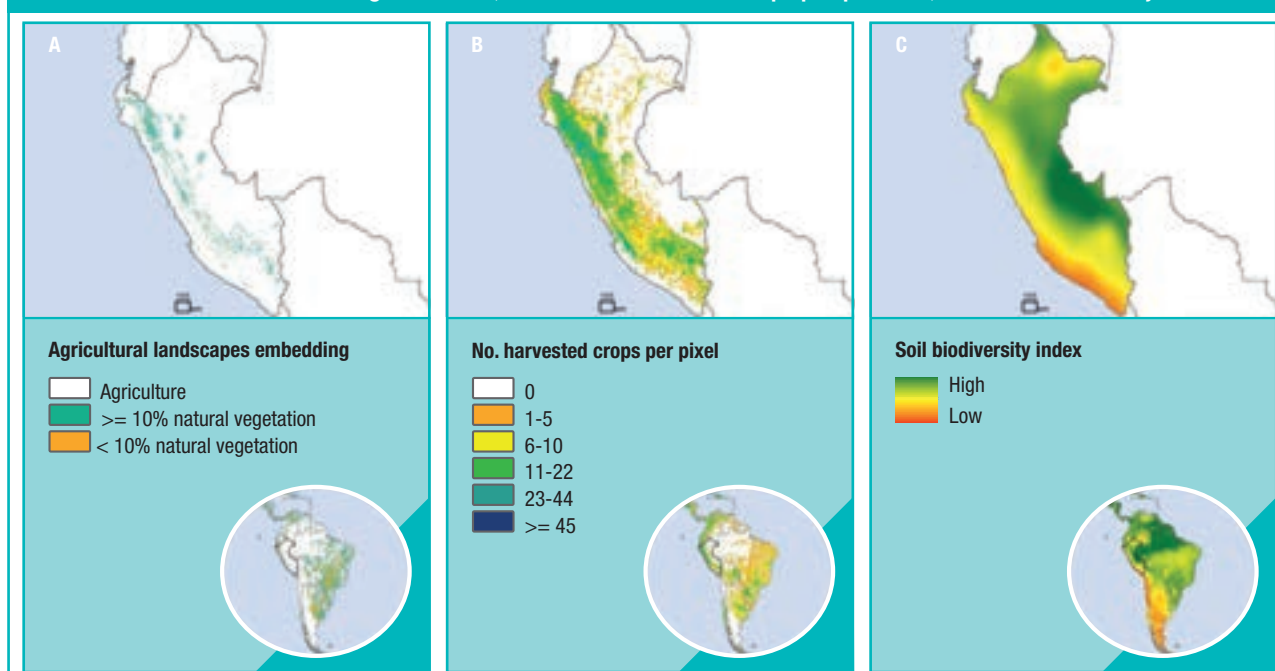 A
B
C
Agricultural landscapes embedding
Agriculture
>= 10% natural vegetation
< 10% natural vegetation
No. harvested crops per pixel
0
1-5
6-10
11-22
23-44
>= 45
Soil biodiversity index
High
Low